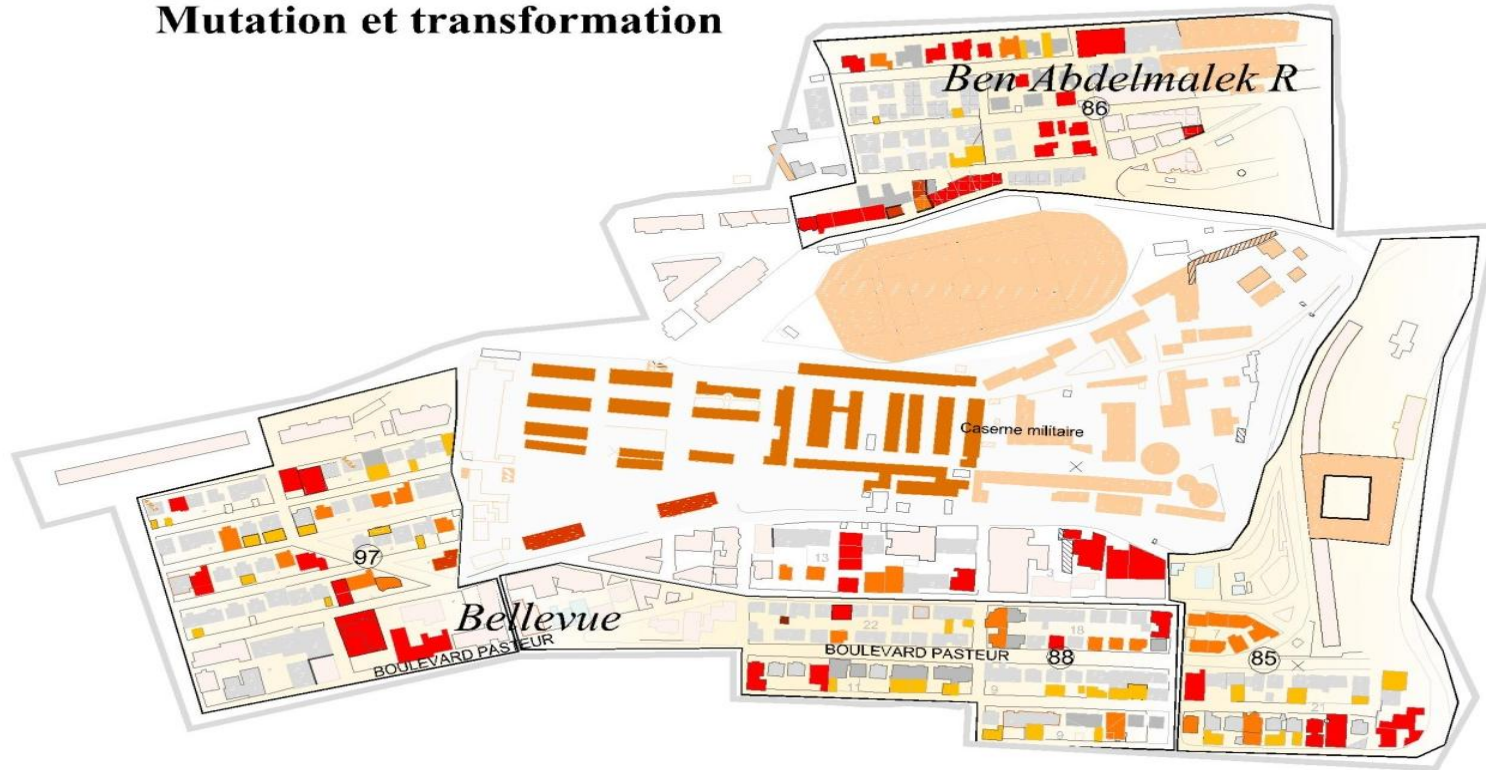 Mutation et transformation
Ben Abdelmalek R
86
Caserne militaire
97
13
Bellevue
BOULEVARD PASTEUR
22
18
7
BOULEVARD PASTEUR
88
85
11
9
21
9